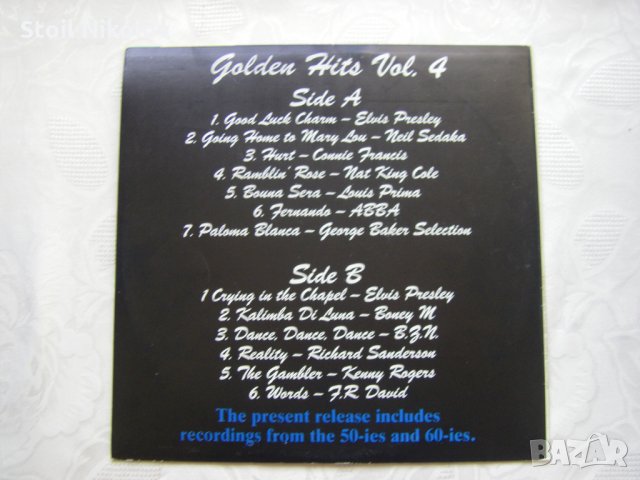 Stoil Nikolov
Golden Hits Vol. 4
Side A
1. Good Luck Charm – Elvis Presley
2. Going Home to Mary Lou – Neil Sedaka
3. Hurt – Connie Francis
4. Ramblin' Rose – Nat King Cole
5. Bouna Sera – Louis Prima
6. Fernando – ABBA
7. Paloma Blanca – George Baker Selection
Side B
1 Crying in the Chapel – Elvis Presley
2. Kalimba Di Luna – Boney M
3. Dance, Dance, Dance – B.Z.N.
4. Reality – Richard Sanderson
5. The Gambler – Kenny Rogers
6. Words – F.R. David
The present release includes
recordings from the 50-ies and 60-ies.
BAZAR